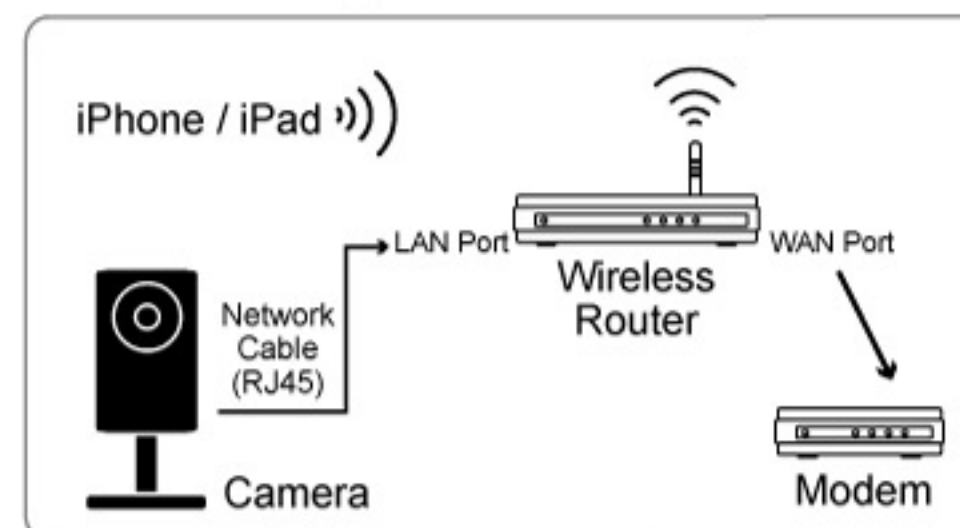 iPhone / iPad
LAN Port
WAN Port
Wireless
Router
Network
Cable
(RJ45)
Camera
Modem